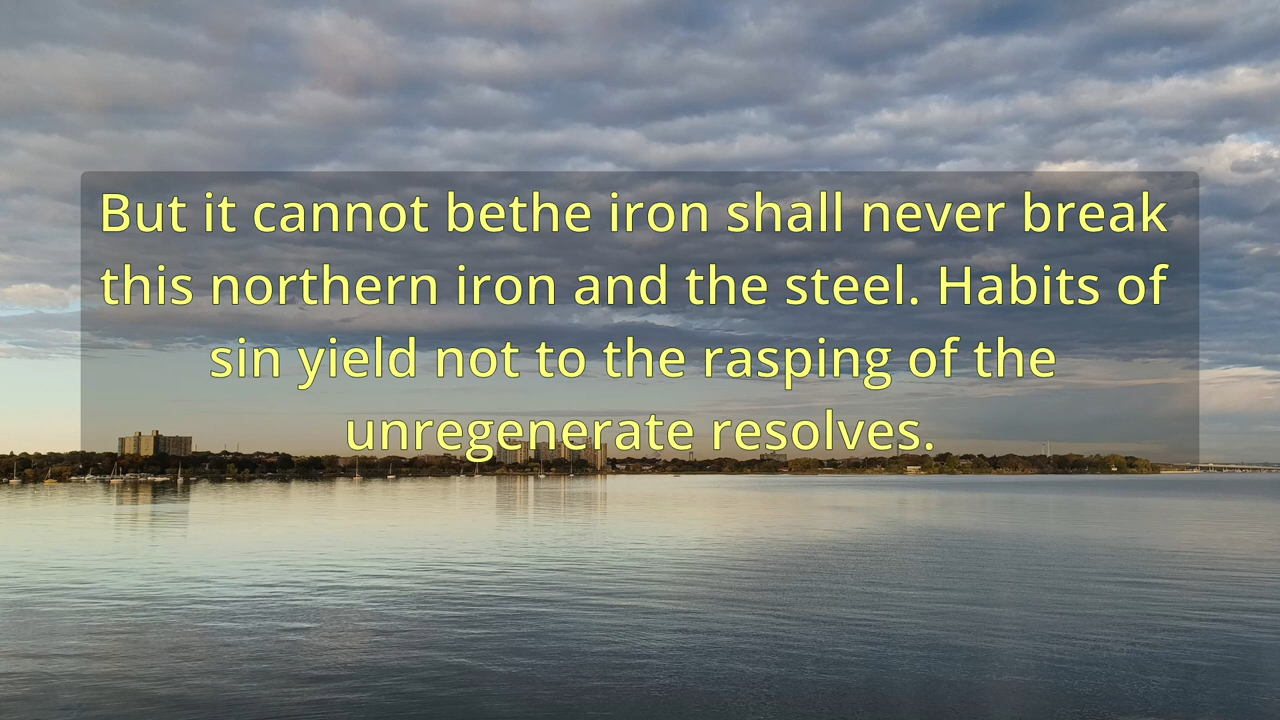 But it cannot bethe iron shall never break
this northern iron and the steel. Habits of
sin yield not to the rasping of the
unregenerate resolves.